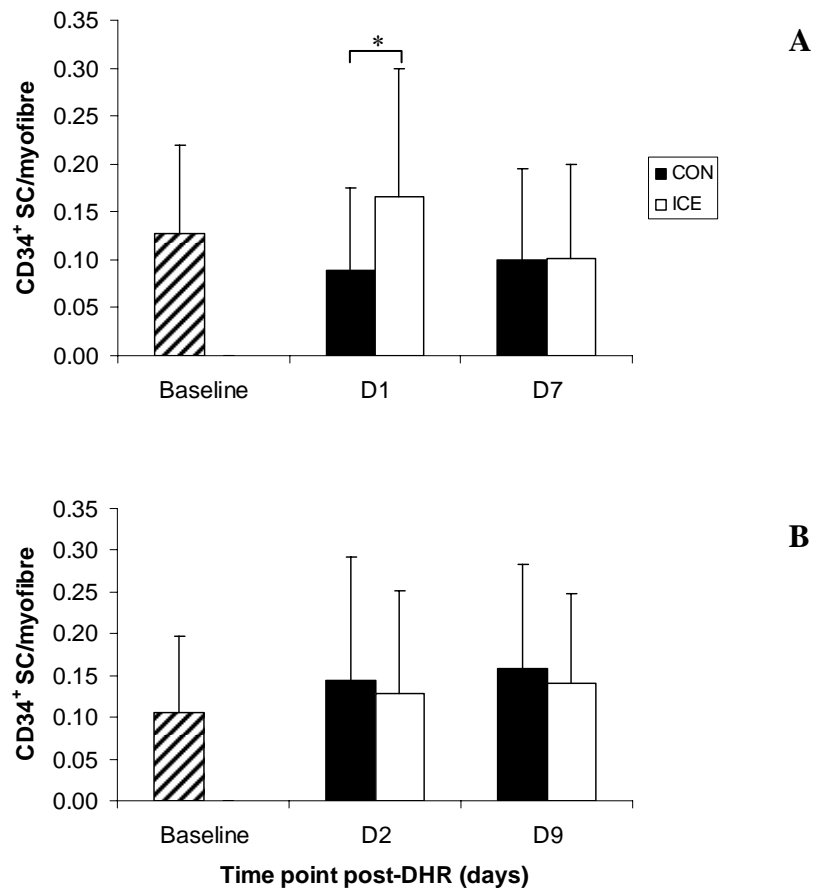 A
*
0.35
0.30
0.25
0.20
0.15
0.10
0.05
0.00
CD34⁺ SC/myofibre
CON
ICE
Baseline D1 D7
B
0.35
0.30
0.25
0.20
0.15
0.10
0.05
0.00
CD34⁺ SC/myofibre
Baseline D2 D9
Time point post-DHR (days)